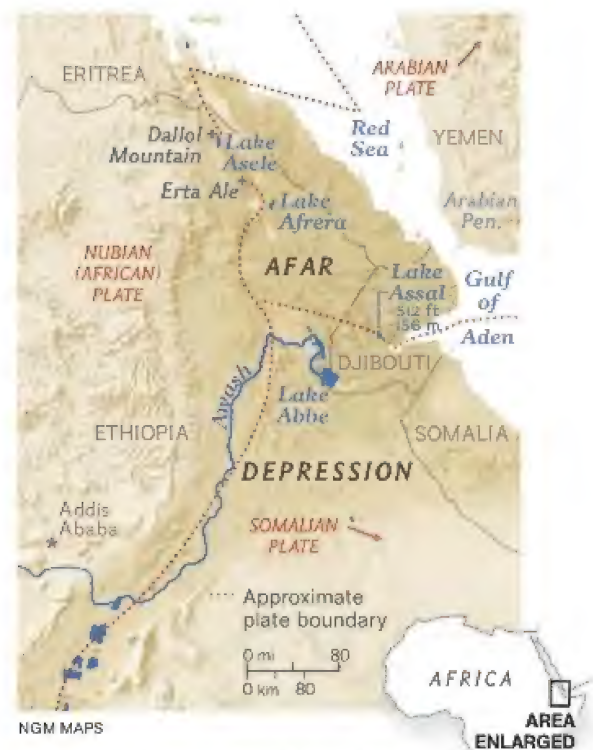 ERITREA
ARABIAN
PLATE
Dallol
Mountain
Lake
Asele
Red
Sea
YEMEN
Erta Ale
Lake
Afrera
Arabian
Pen.
NUBIAN
(AFRICAN)
PLATE
AFAR
Lake
Assal
-512 ft
-156 m
Gulf
of
Aden
DJIBOUTI
Awash
Lake
Abbe
ETHIOPIA
SOMALIA
DEPRESSION
Addis
Ababa
SOMALIAN
PLATE
Approximate
plate boundary
0 mi 80
0 km 80
AFRICA
AREA
ENLARGED
NGM MAPS